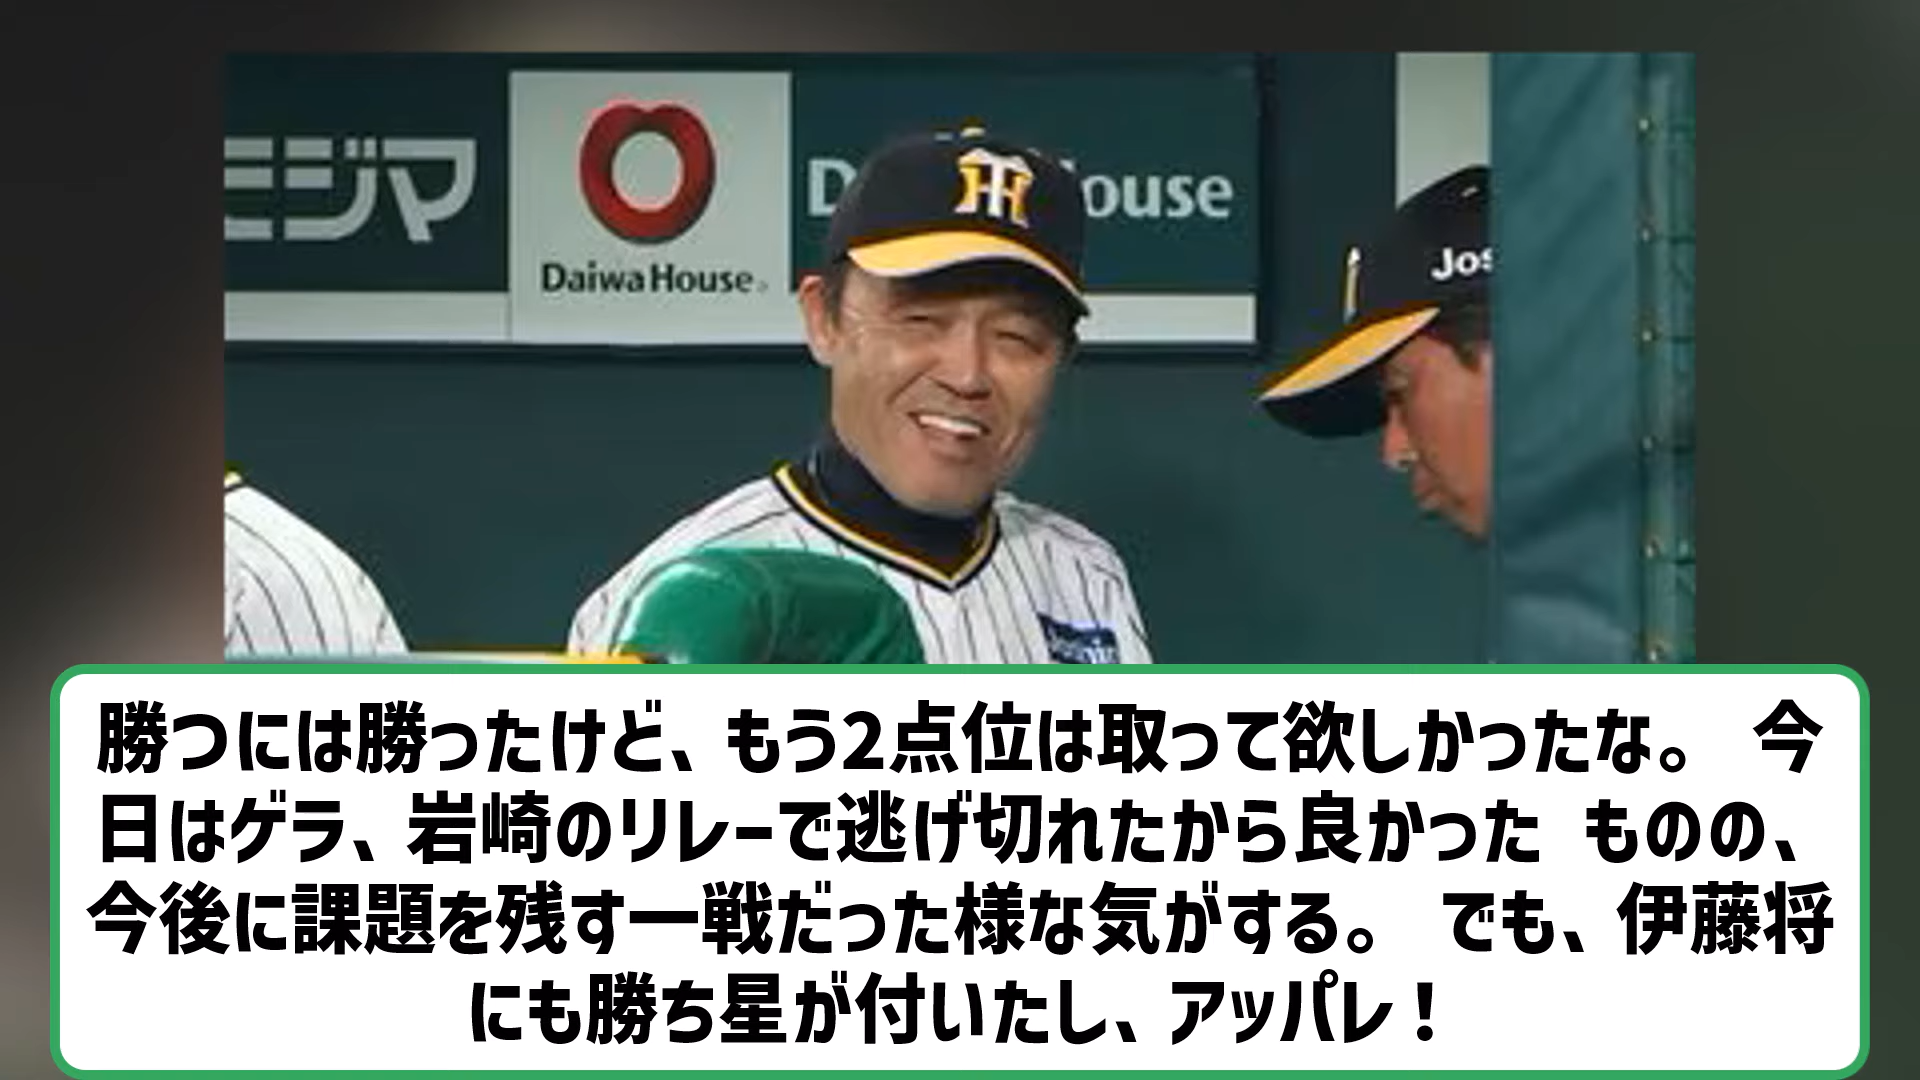 ミジマ
Daiwa House
ouse
Jos
勝つには勝ったけど、もう2点位は取って欲しかったな。 今
日はゲラ、岩崎のリレーで逃げ切れたから良かった ものの、
今後に課題を残す一戦だった様な気がする。 でも、伊藤将
にも勝ち星が付いたし、アッパレ！